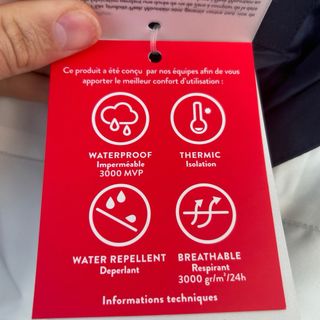 Ce produit a été conçu par nos équipes afin de vous
apporter le meilleur confort d'utilisation :
WATERPROOF
Imperméable
3000 MVP
THERMIC
Isolation
WATER REPELLENT
Deperlant
BREATHABLE
Respirant
3000 gr/m²/24h
Informations techniques